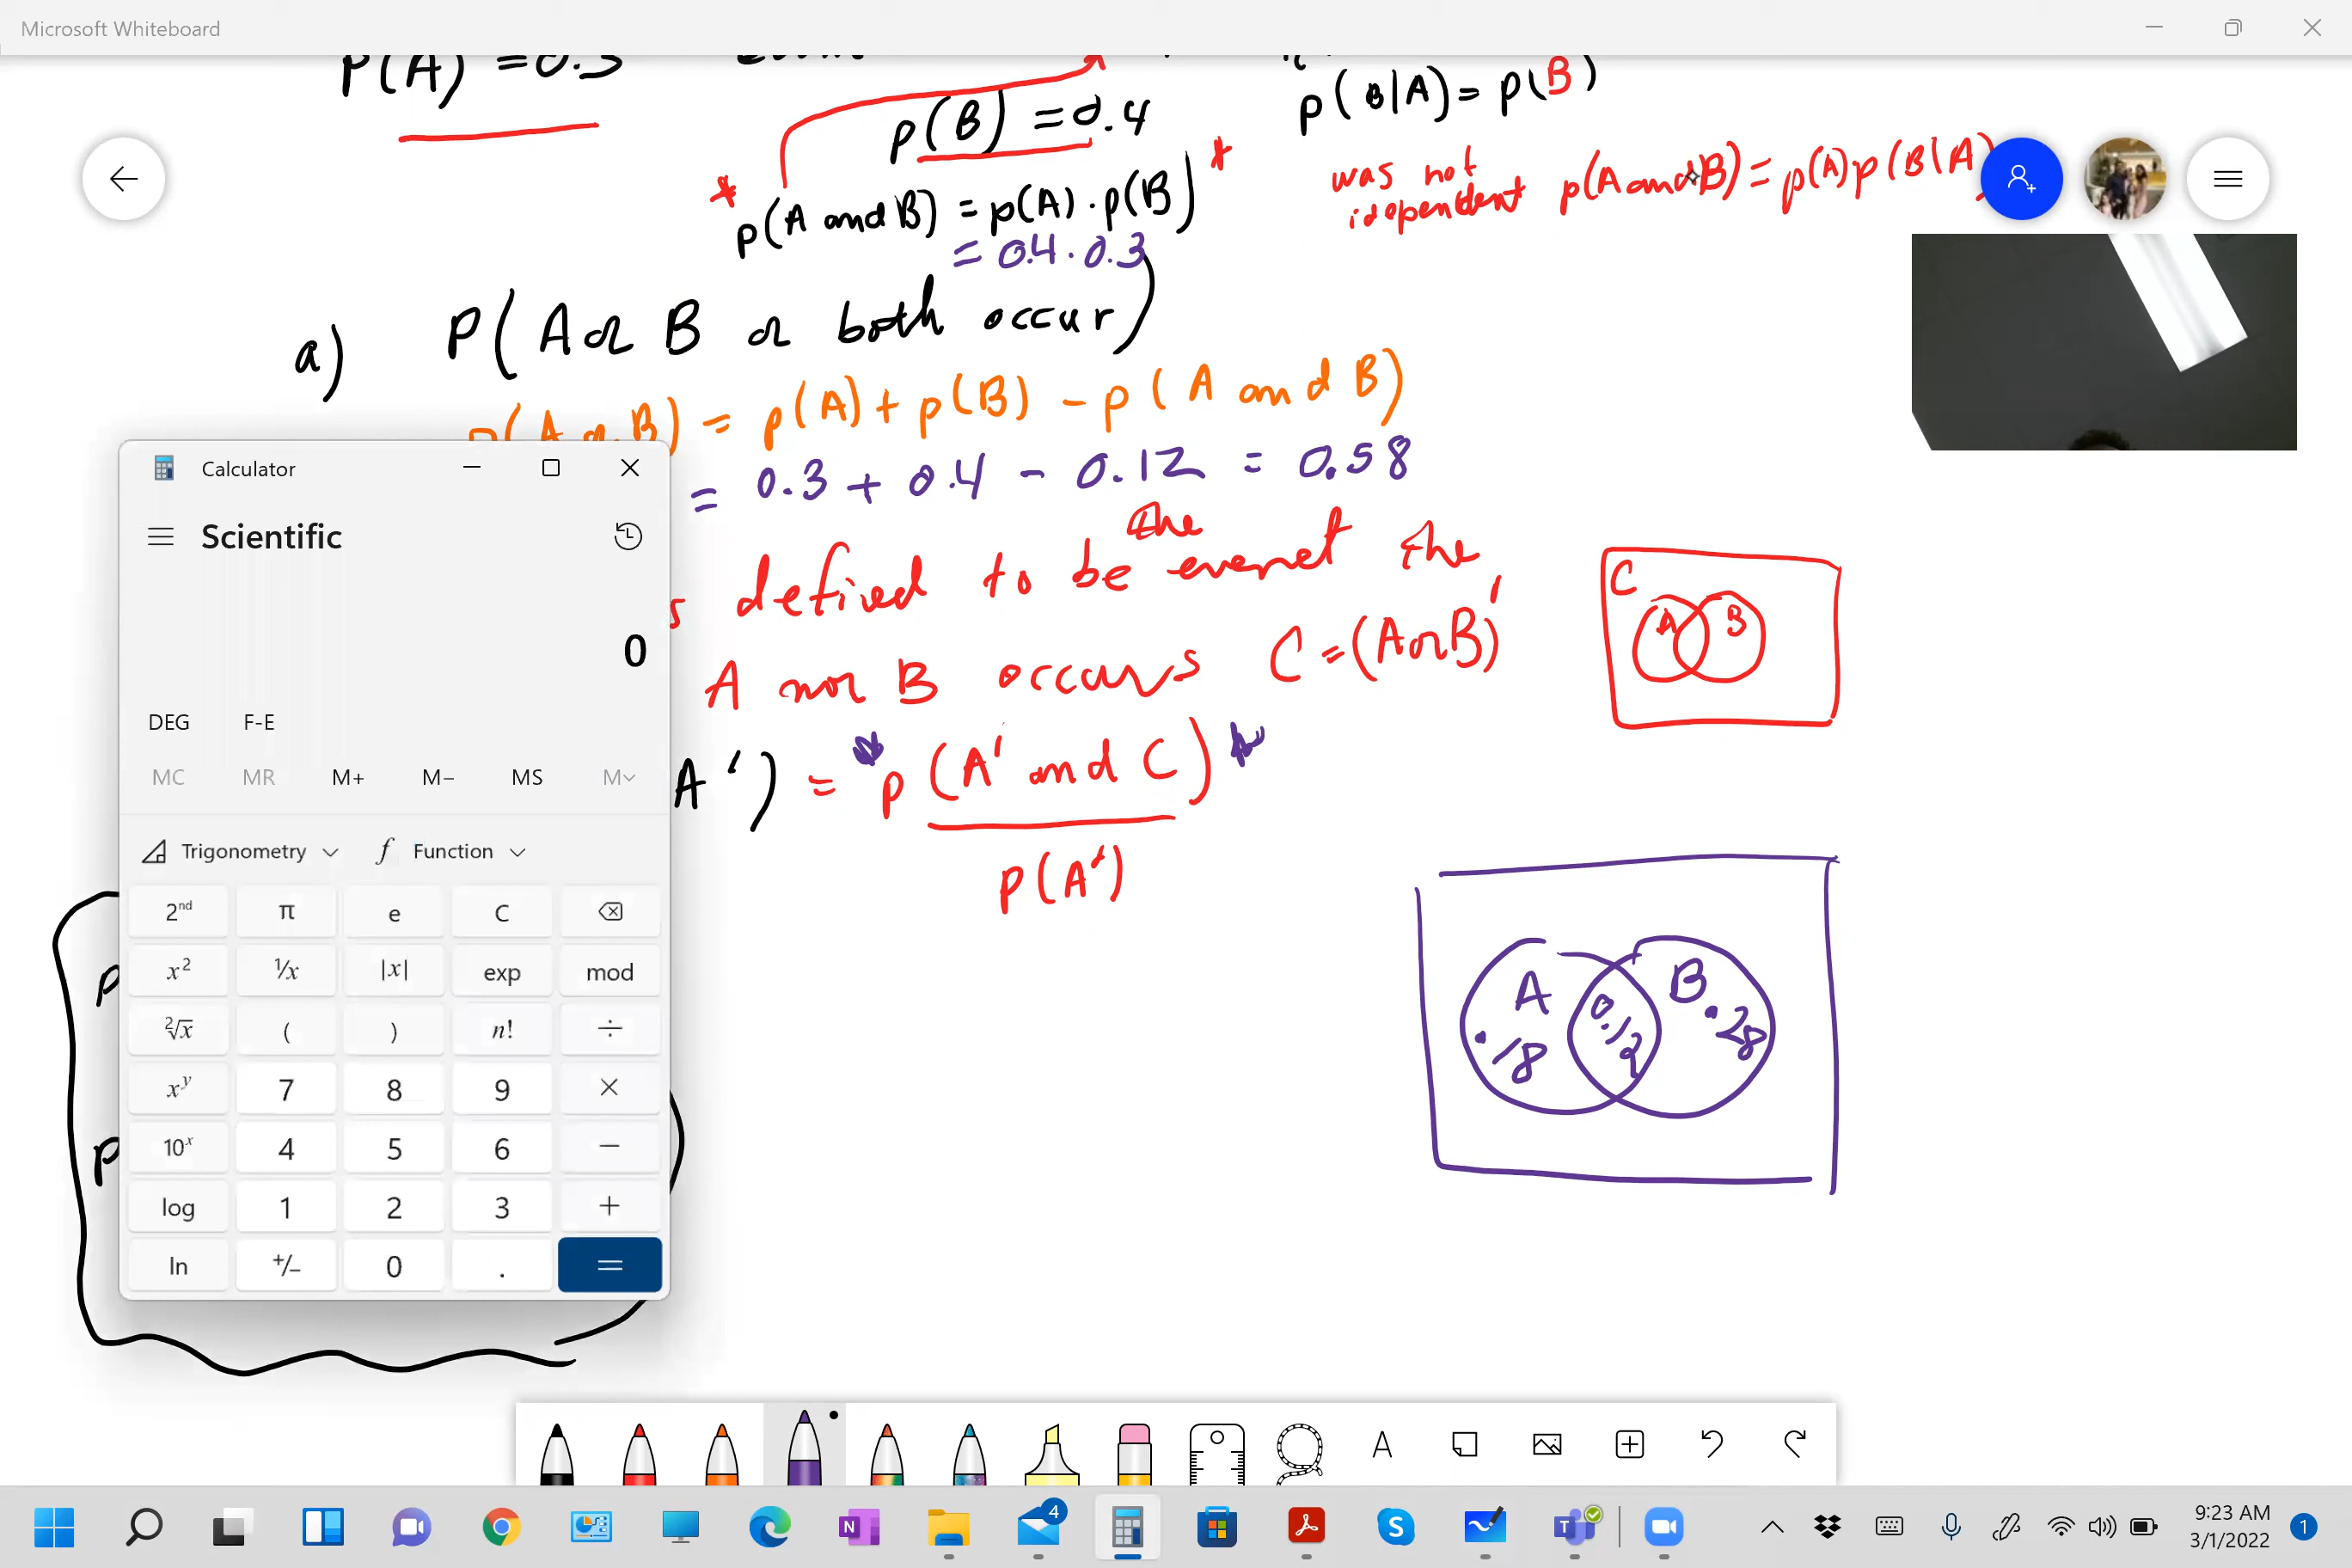 Microsoft Whiteboard
P(A) = 0.3
P(B) = 0.4
P(B|A) = P(B)
* P(A and B) = P(A) · P(B) *
= 0.4 · 0.3
was not
idependent P(A and B) = P(A) P(B|A)
a) P(A or B or both occur)
P(A or B) = P(A) + P(B) - P(A and B)
= 0.3 + 0.4 - 0.12 = 0.58
the
s defined to be evenet the
A nor B occurs C = (A or B)'
A') = P(A' and C)
P(A')
C
A B
A B
.18 0.12 .28
P
P
Calculator
Scientific
0
DEG F-E
MC MR M+ M− MS M
Trigonometry f Function
2nd π e C
x² ¹/x |x| exp mod
²√x ( ) n! ÷
xʸ 7 8 9 ×
10ˣ 4 5 6 −
log 1 2 3 +
ln +/− 0 . =
A
4
N
S
T
9:23 AM
3/1/2022
1